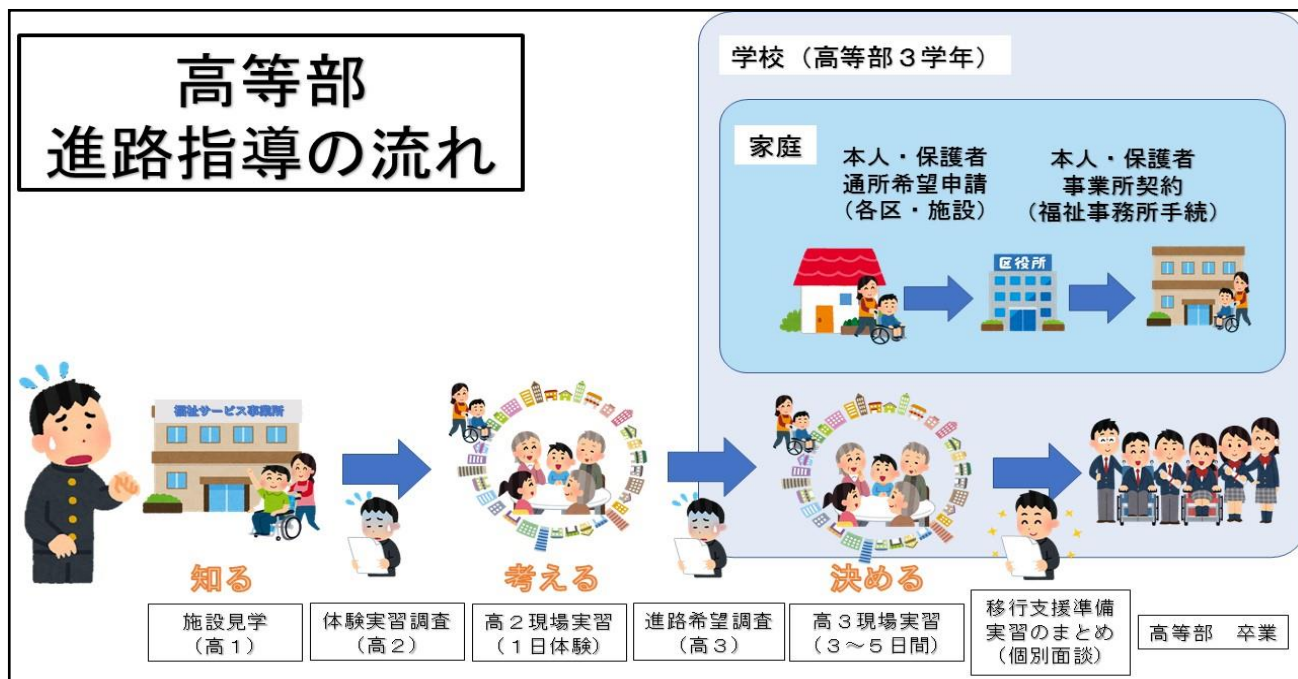 高等部
進路指導の流れ
学校（高等部３学年）
家庭
本人・保護者
通所希望申請
（各区・施設）
本人・保護者
事業所契約
（福祉事務所手続）
区役所
福祉サービス事業所
知る
考える
決める
施設見学
（高１）
体験実習調査
（高２）
高２現場実習
（１日体験）
進路希望調査
（高３）
高３現場実習
（３～５日間）
移行支援準備
実習のまとめ
（個別面談）
高等部　卒業